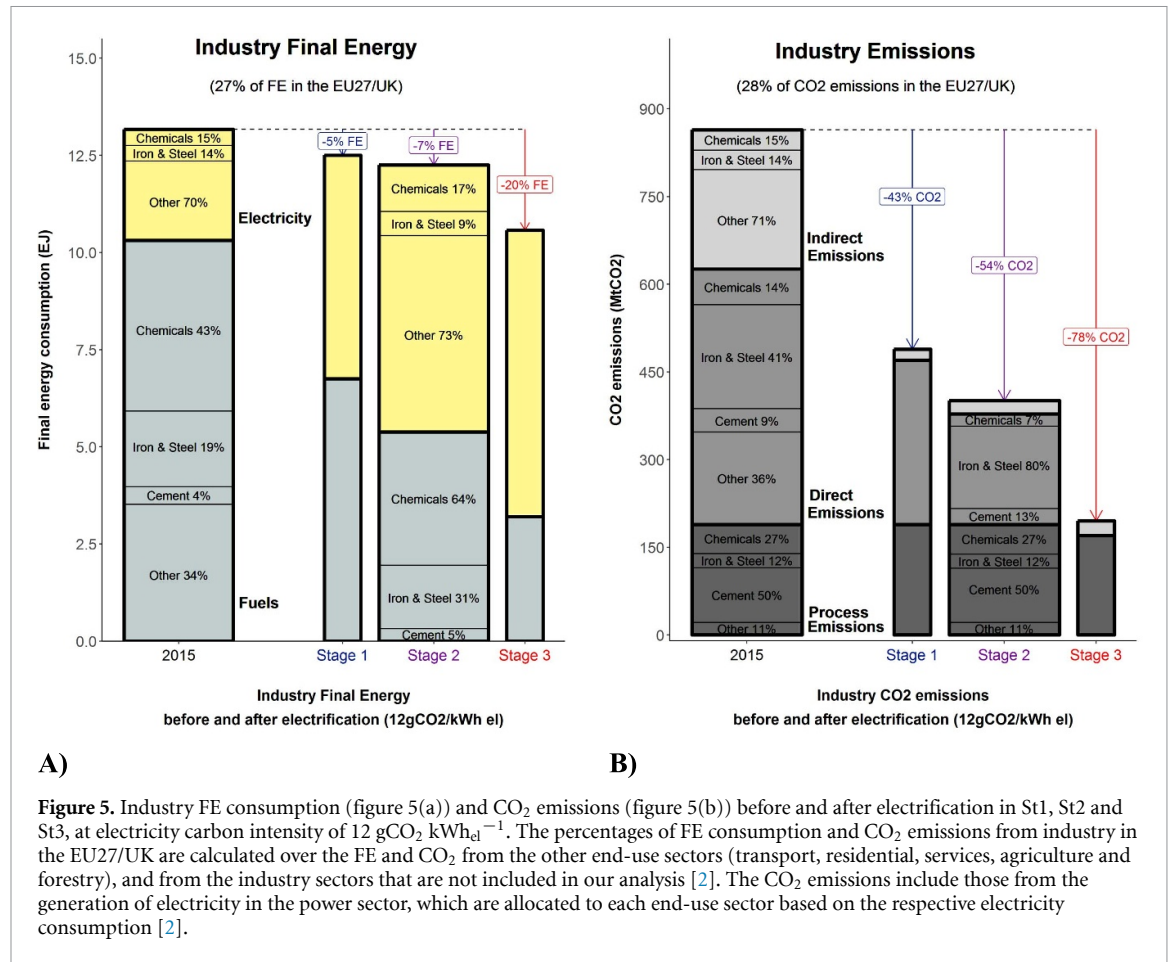 Industry Final Energy
(27% of FE in the EU27/UK)
Final energy consumption (EJ)
15.0
12.5
10.0
7.5
5.0
2.5
0.0
Chemicals 15%
Iron & Steel 14%
Other 70%
Electricity
Chemicals 43%
Iron & Steel 19%
Cement 4%
Other 34%
Fuels
-5% FE
-7% FE
-20% FE
Chemicals 17%
Iron & Steel 9%
Other 73%
Chemicals 64%
Iron & Steel 31%
Cement 5%
2015
Stage 1
Stage 2
Stage 3
Industry Final Energy
before and after electrification (12gCO2/kWh el)
A)
Industry Emissions
(28% of CO2 emissions in the EU27/UK)
CO2 emissions (MtCO2)
900
750
600
450
300
150
0
Chemicals 15%
Iron & Steel 14%
Other 71%
Indirect
Emissions
Chemicals 14%
Iron & Steel 41%
Cement 9%
Other 36%
Direct
Emissions
Chemicals 27%
Iron & Steel 12%
Cement 50%
Other 11%
Process
Emissions
-43% CO2
-54% CO2
-78% CO2
Chemicals 7%
Iron & Steel 80%
Cement 13%
Chemicals 27%
Iron & Steel 12%
Cement 50%
Other 11%
2015
Stage 1
Stage 2
Stage 3
Industry CO2 emissions
before and after electrification (12gCO2/kWh el)
B)
Figure 5. Industry FE consumption (figure 5(a)) and CO₂ emissions (figure 5(b)) before and after electrification in St1, St2 and
St3, at electricity carbon intensity of 12 gCO₂ kWhₑₗ⁻¹. The percentages of FE consumption and CO₂ emissions from industry in
the EU27/UK are calculated over the FE and CO₂ from the other end-use sectors (transport, residential, services, agriculture and
forestry), and from the industry sectors that are not included in our analysis [2]. The CO₂ emissions include those from the
generation of electricity in the power sector, which are allocated to each end-use sector based on the respective electricity
consumption [2].